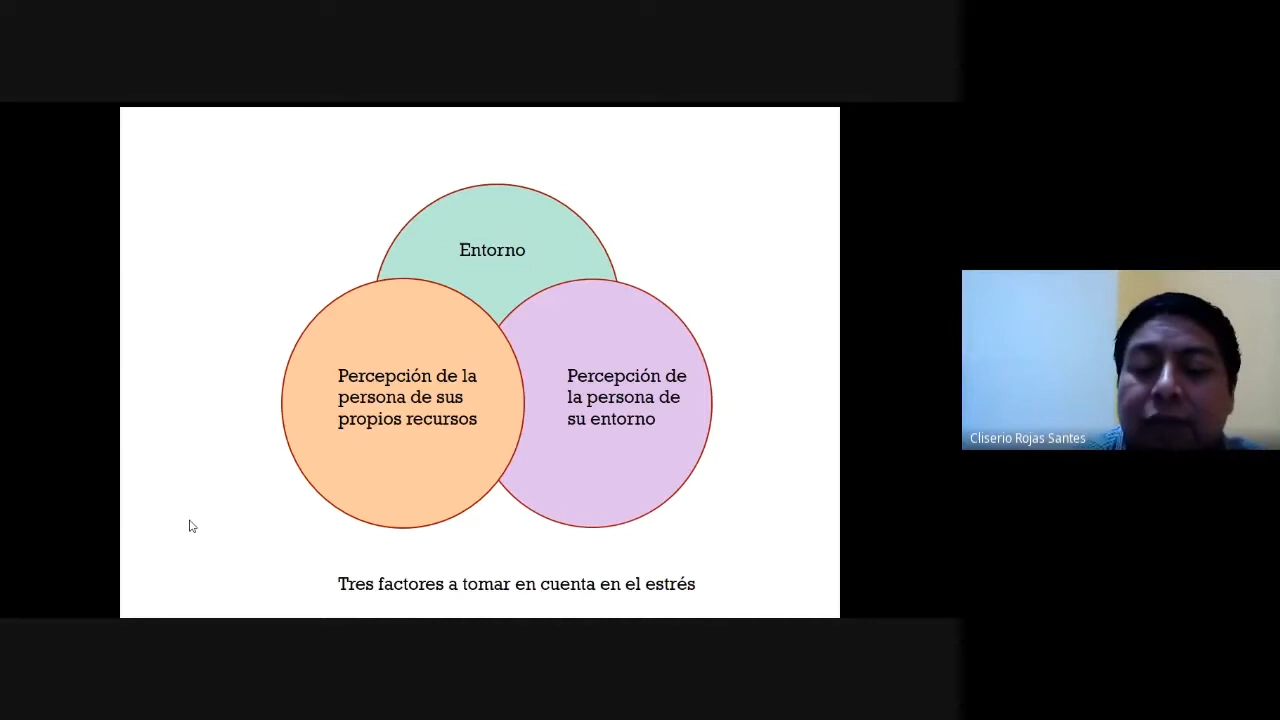 Entorno
Percepción de la
persona de sus
propios recursos
Percepción de
la persona de
su entorno
Tres factores a tomar en cuenta en el estrés
Cliserio Rojas Santes